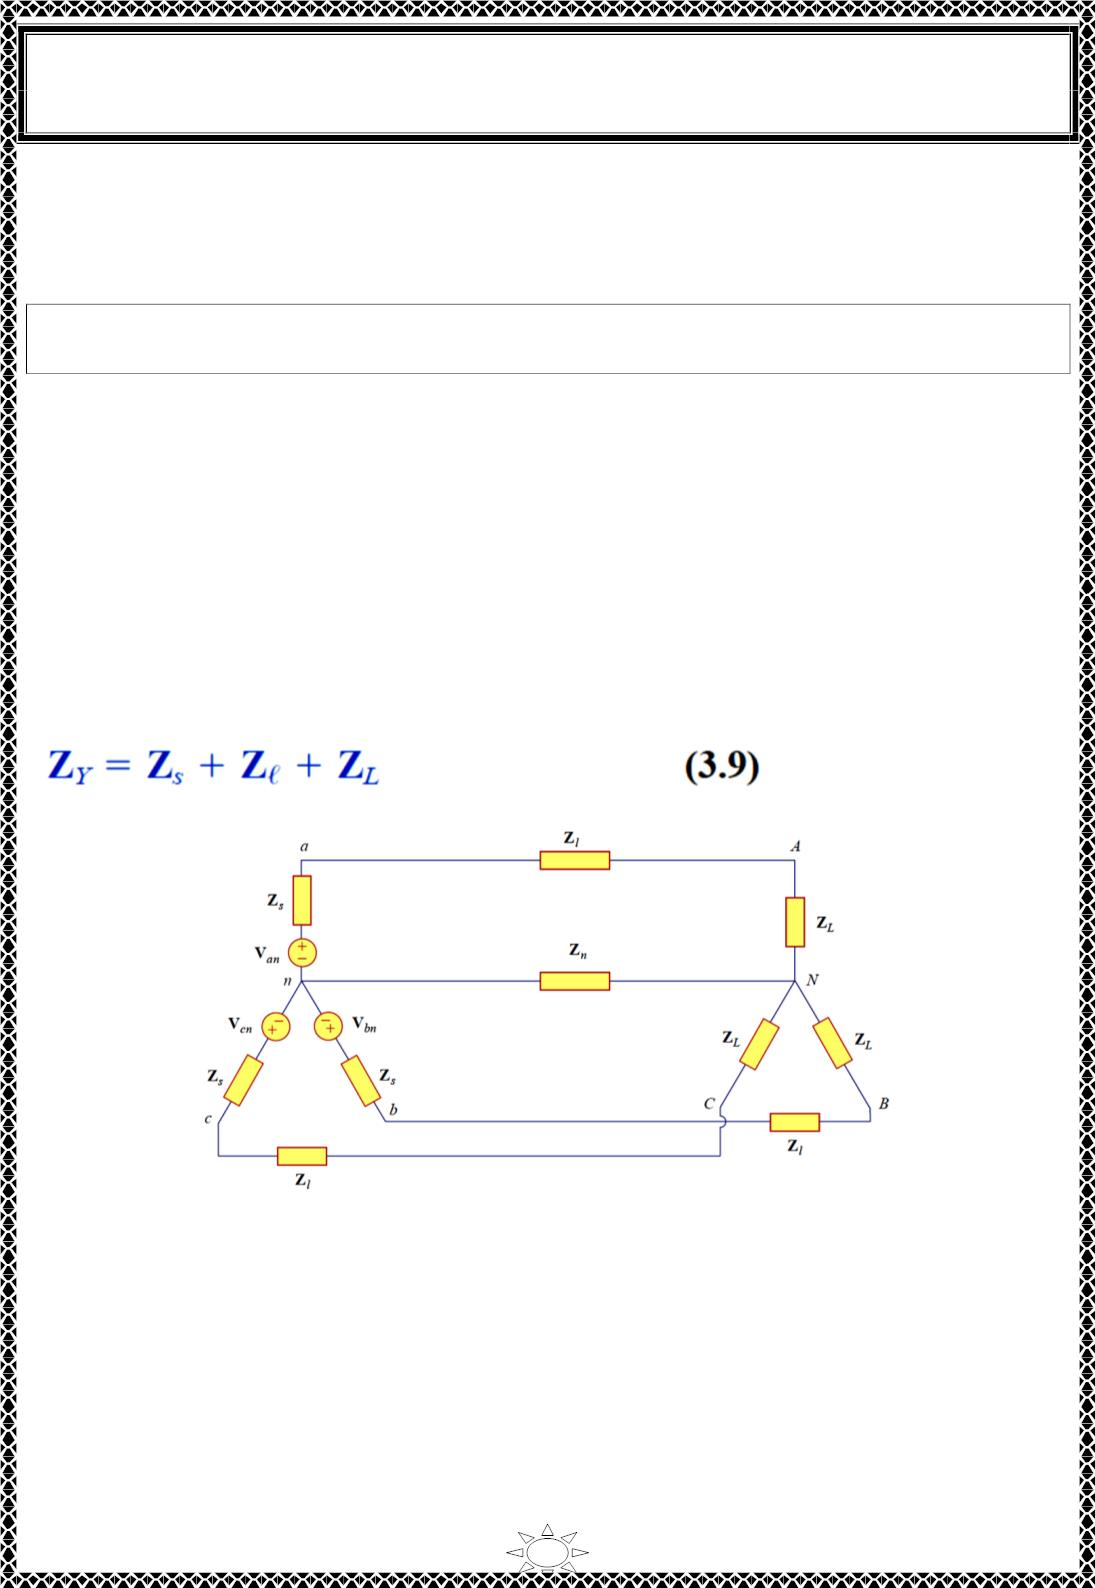 Z_Y = Z_s + Z_ℓ + Z_L (3.9)
Z_l
a A
Z_s
Z_L
V_an
+
−
Z_n
n N
V_cn + − − + V_bn
Z_L Z_L
Z_s Z_s
c b C B
Z_l
Z_l